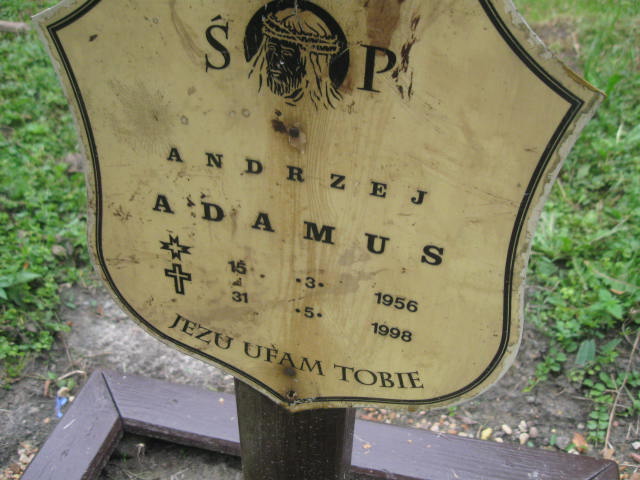 Ś P
ANDRZEJ
ADAMUS
15 ·3· 1956
31 ·5· 1998
JEZU UFAM TOBIE